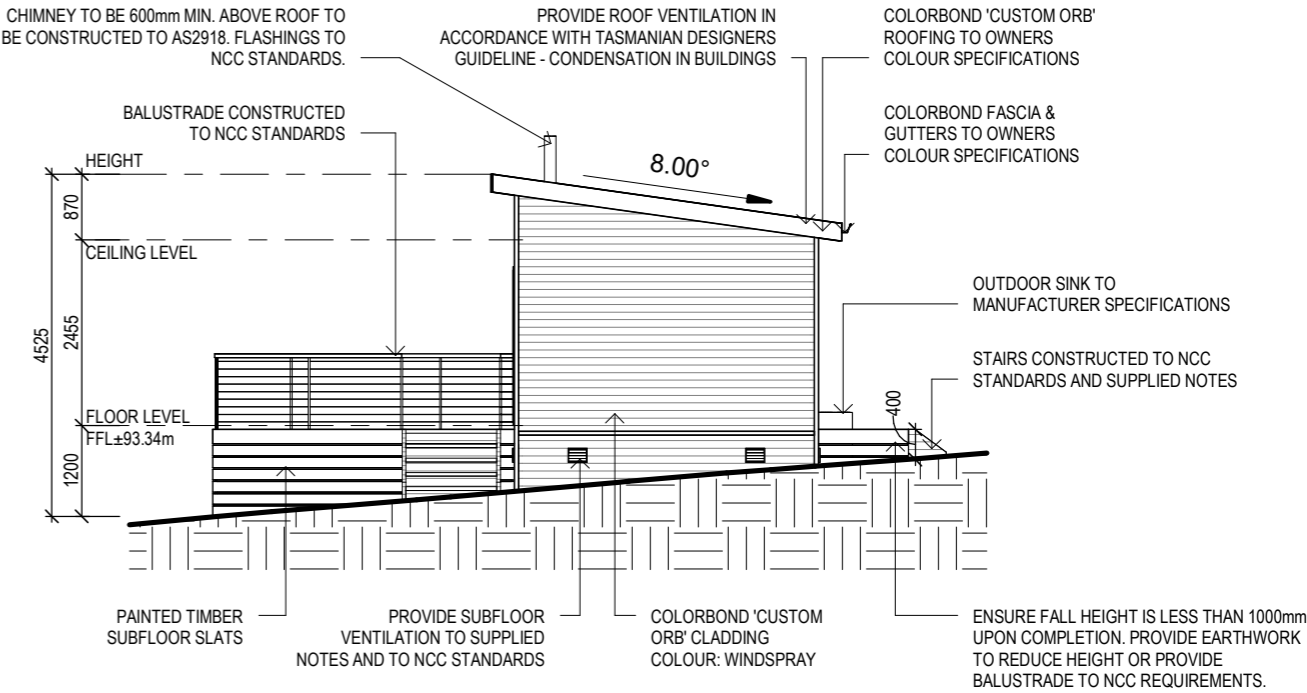 CHIMNEY TO BE 600mm MIN. ABOVE ROOF TO
BE CONSTRUCTED TO AS2918. FLASHINGS TO
NCC STANDARDS.
PROVIDE ROOF VENTILATION IN
ACCORDANCE WITH TASMANIAN DESIGNERS
GUIDELINE - CONDENSATION IN BUILDINGS
COLORBOND 'CUSTOM ORB'
ROOFING TO OWNERS
COLOUR SPECIFICATIONS
BALUSTRADE CONSTRUCTED
TO NCC STANDARDS
COLORBOND FASCIA &
GUTTERS TO OWNERS
COLOUR SPECIFICATIONS
HEIGHT
8.00°
870
CEILING LEVEL
OUTDOOR SINK TO
MANUFACTURER SPECIFICATIONS
4525
2455
STAIRS CONSTRUCTED TO NCC
STANDARDS AND SUPPLIED NOTES
400
FLOOR LEVEL
FFL±93.34m
1200
PAINTED TIMBER
SUBFLOOR SLATS
PROVIDE SUBFLOOR
VENTILATION TO SUPPLIED
NOTES AND TO NCC STANDARDS
COLORBOND 'CUSTOM
ORB' CLADDING
COLOUR: WINDSPRAY
ENSURE FALL HEIGHT IS LESS THAN 1000mm
UPON COMPLETION. PROVIDE EARTHWORK
TO REDUCE HEIGHT OR PROVIDE
BALUSTRADE TO NCC REQUIREMENTS.